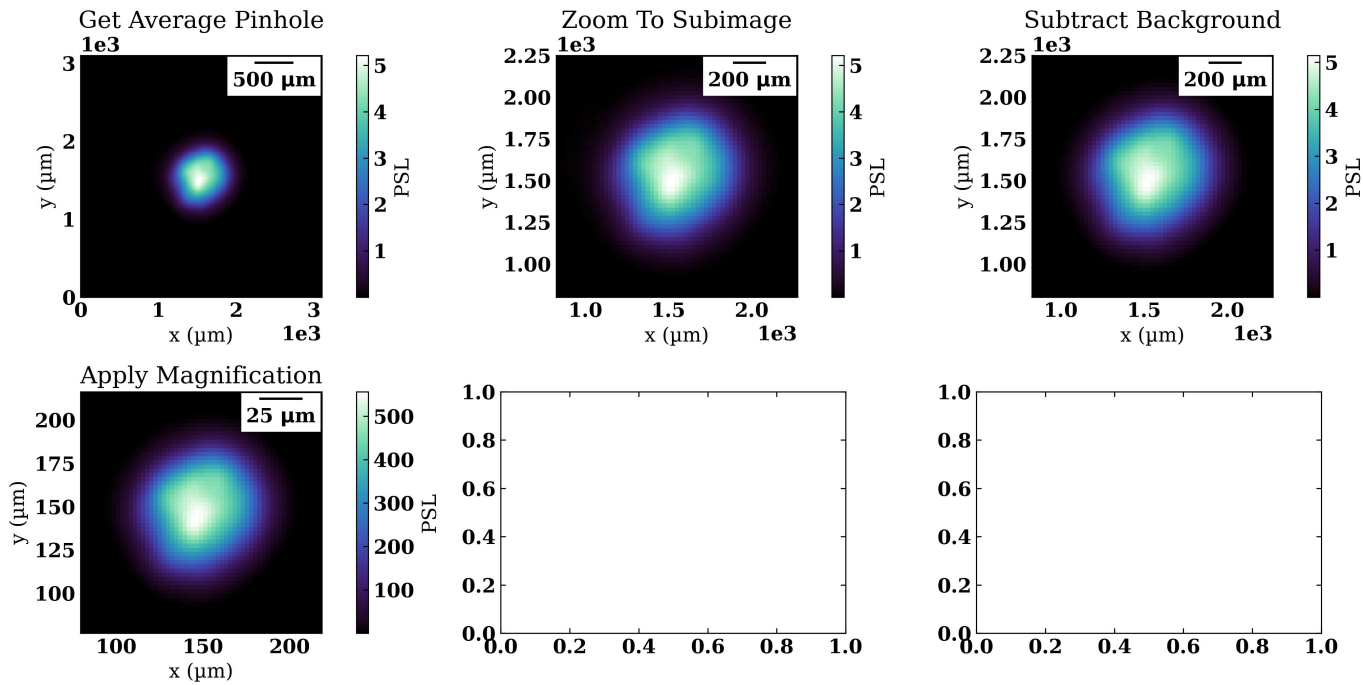 Get Average Pinhole
1e3
3
2
1
0
y (µm)
0 1 2 3
x (µm) 1e3
500 µm
5
4
3
2
1
PSL
Zoom To Subimage
1e3
2.25
2.00
1.75
1.50
1.25
1.00
y (µm)
1.0 1.5 2.0
x (µm) 1e3
200 µm
5
4
3
2
1
PSL
Subtract Background
1e3
2.25
2.00
1.75
1.50
1.25
1.00
y (µm)
1.0 1.5 2.0
x (µm) 1e3
200 µm
5
4
3
2
1
PSL
Apply Magnification
200
175
150
125
100
y (µm)
100 150 200
x (µm)
25 µm
500
400
300
200
100
PSL
1.0
0.8
0.6
0.4
0.2
0.0
0.0 0.2 0.4 0.6 0.8 1.0
1.0
0.8
0.6
0.4
0.2
0.0
0.0 0.2 0.4 0.6 0.8 1.0